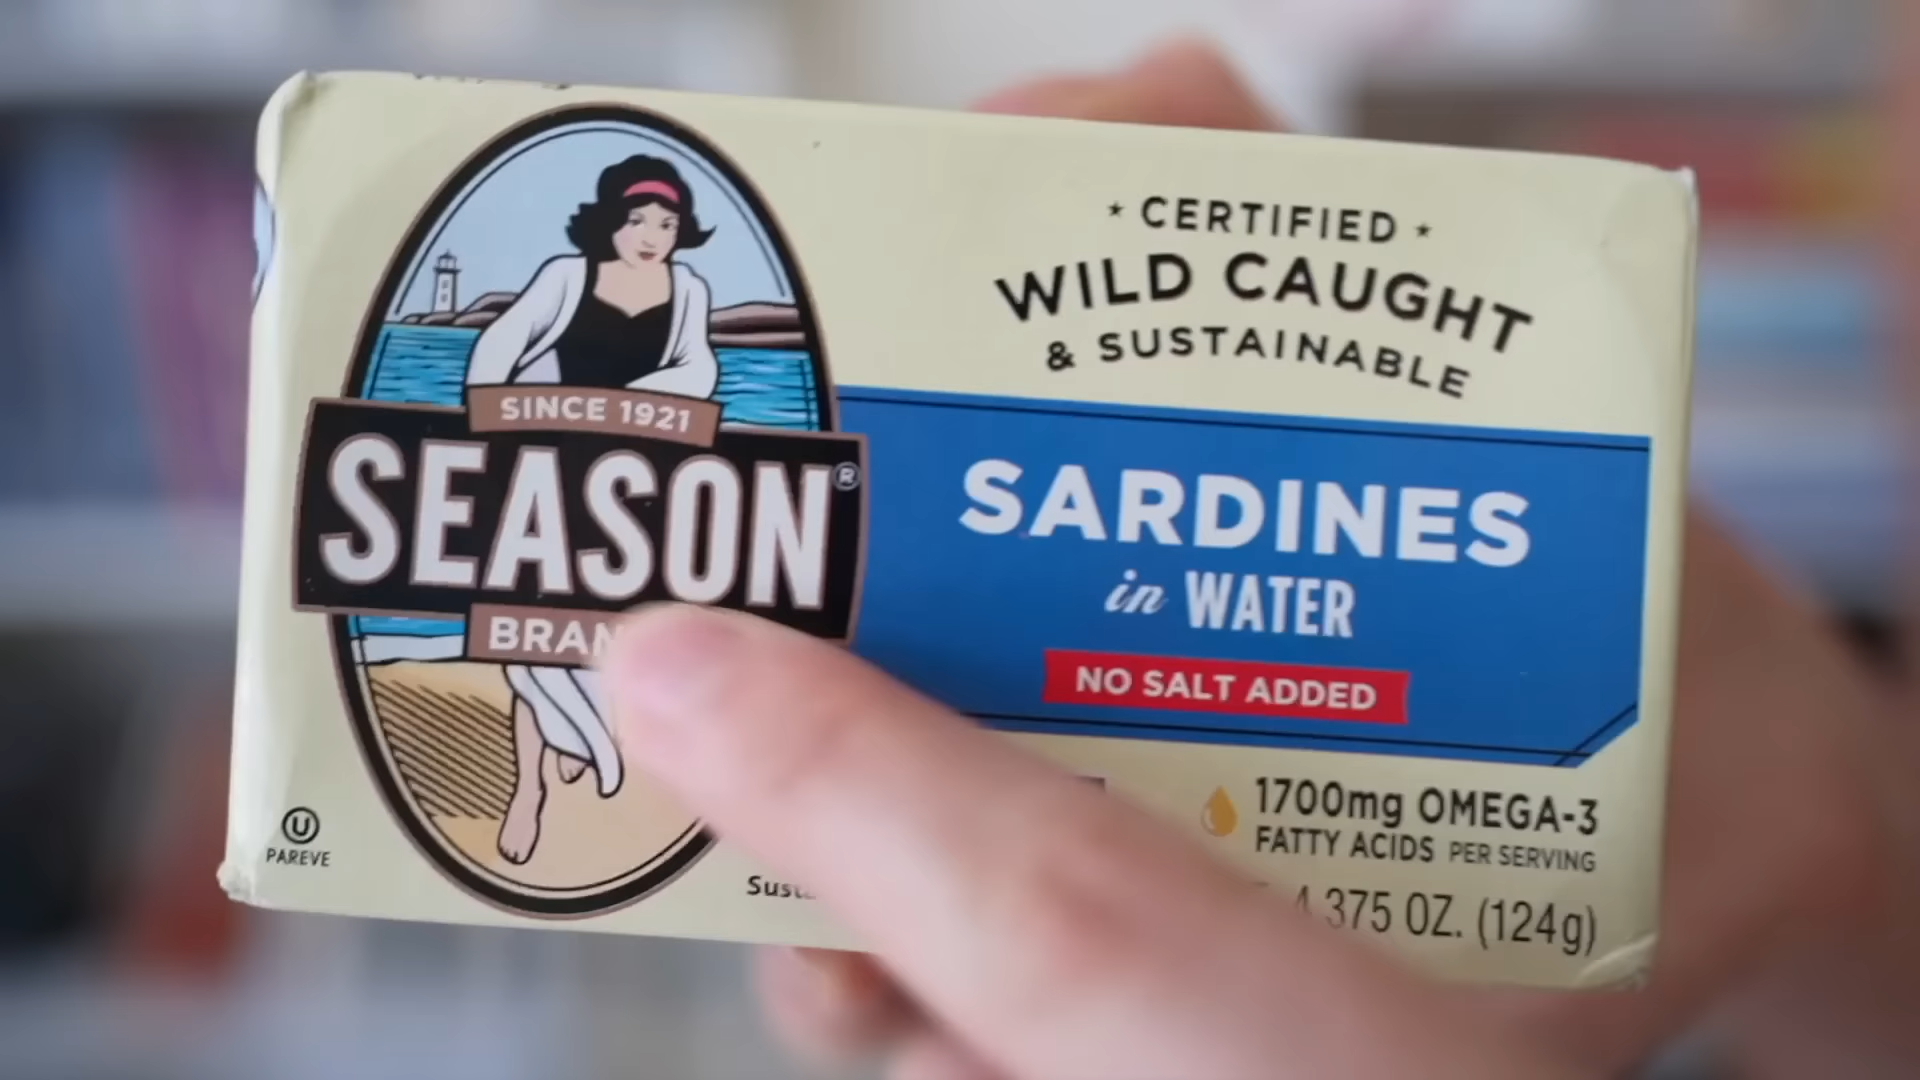 ★ CERTIFIED ★
WILD CAUGHT
& SUSTAINABLE
SINCE 1921
SEASON®
SARDINES
in WATER
NO SALT ADDED
1700mg OMEGA-3
FATTY ACIDS PER SERVING
4.375 OZ. (124g)
U
PAREVE